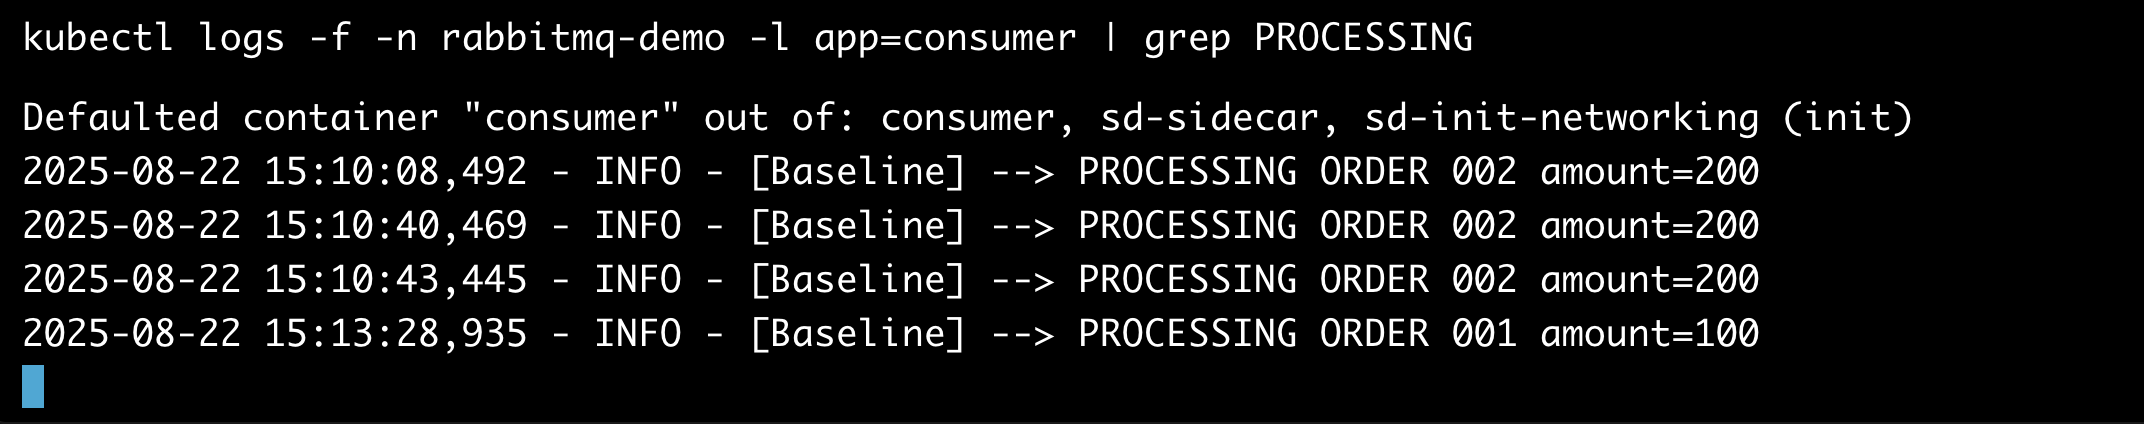 kubectl logs -f -n rabbitmq-demo -l app=consumer | grep PROCESSING
Defaulted container "consumer" out of: consumer, sd-sidecar, sd-init-networking (init)
2025-08-22 15:10:08,492 - INFO - [Baseline] --> PROCESSING ORDER 002 amount=200
2025-08-22 15:10:40,469 - INFO - [Baseline] --> PROCESSING ORDER 002 amount=200
2025-08-22 15:10:43,445 - INFO - [Baseline] --> PROCESSING ORDER 002 amount=200
2025-08-22 15:13:28,935 - INFO - [Baseline] --> PROCESSING ORDER 001 amount=100